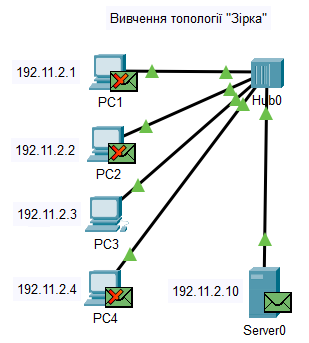 Вивчення топології "Зірка"
192.11.2.1
PC1
Hub0
192.11.2.2
PC2
192.11.2.3
PC3
192.11.2.4
PC4
192.11.2.10
Server0